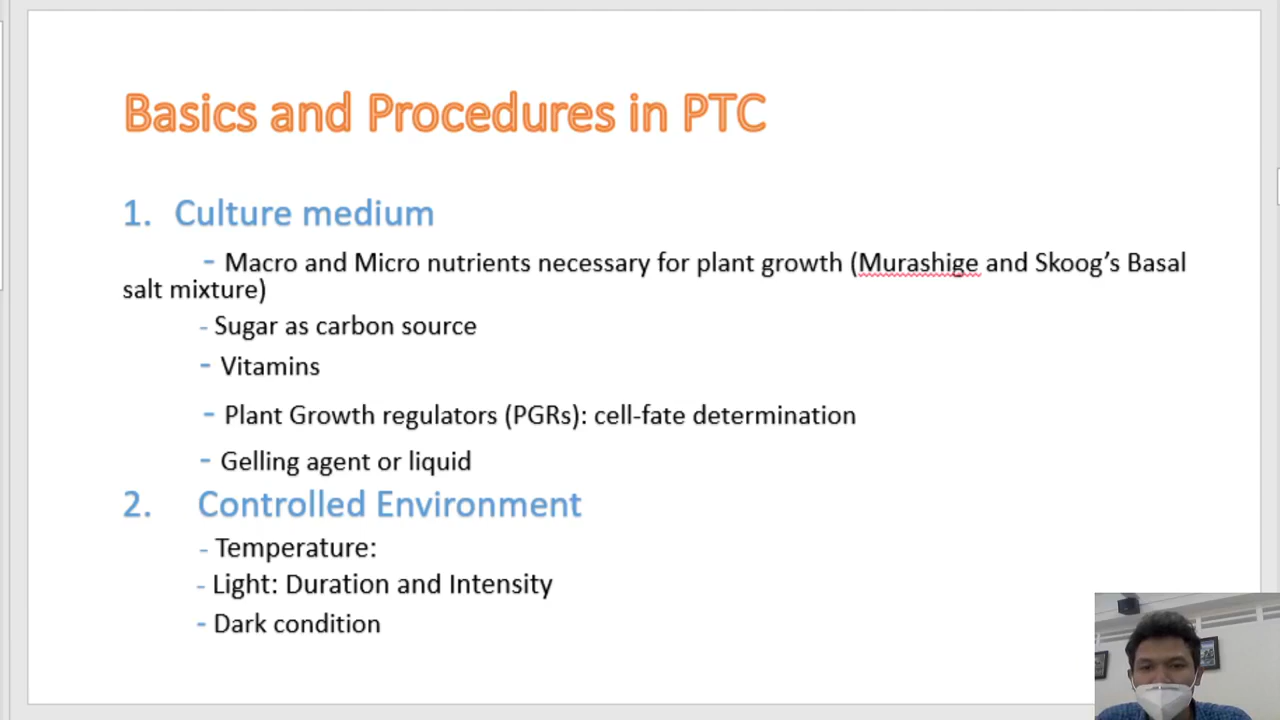 Basics and Procedures in PTC
1. Culture medium
- Macro and Micro nutrients necessary for plant growth (Murashige and Skoog's Basal
salt mixture)
- Sugar as carbon source
- Vitamins
- Plant Growth regulators (PGRs): cell-fate determination
- Gelling agent or liquid
2. Controlled Environment
- Temperature:
- Light: Duration and Intensity
- Dark condition